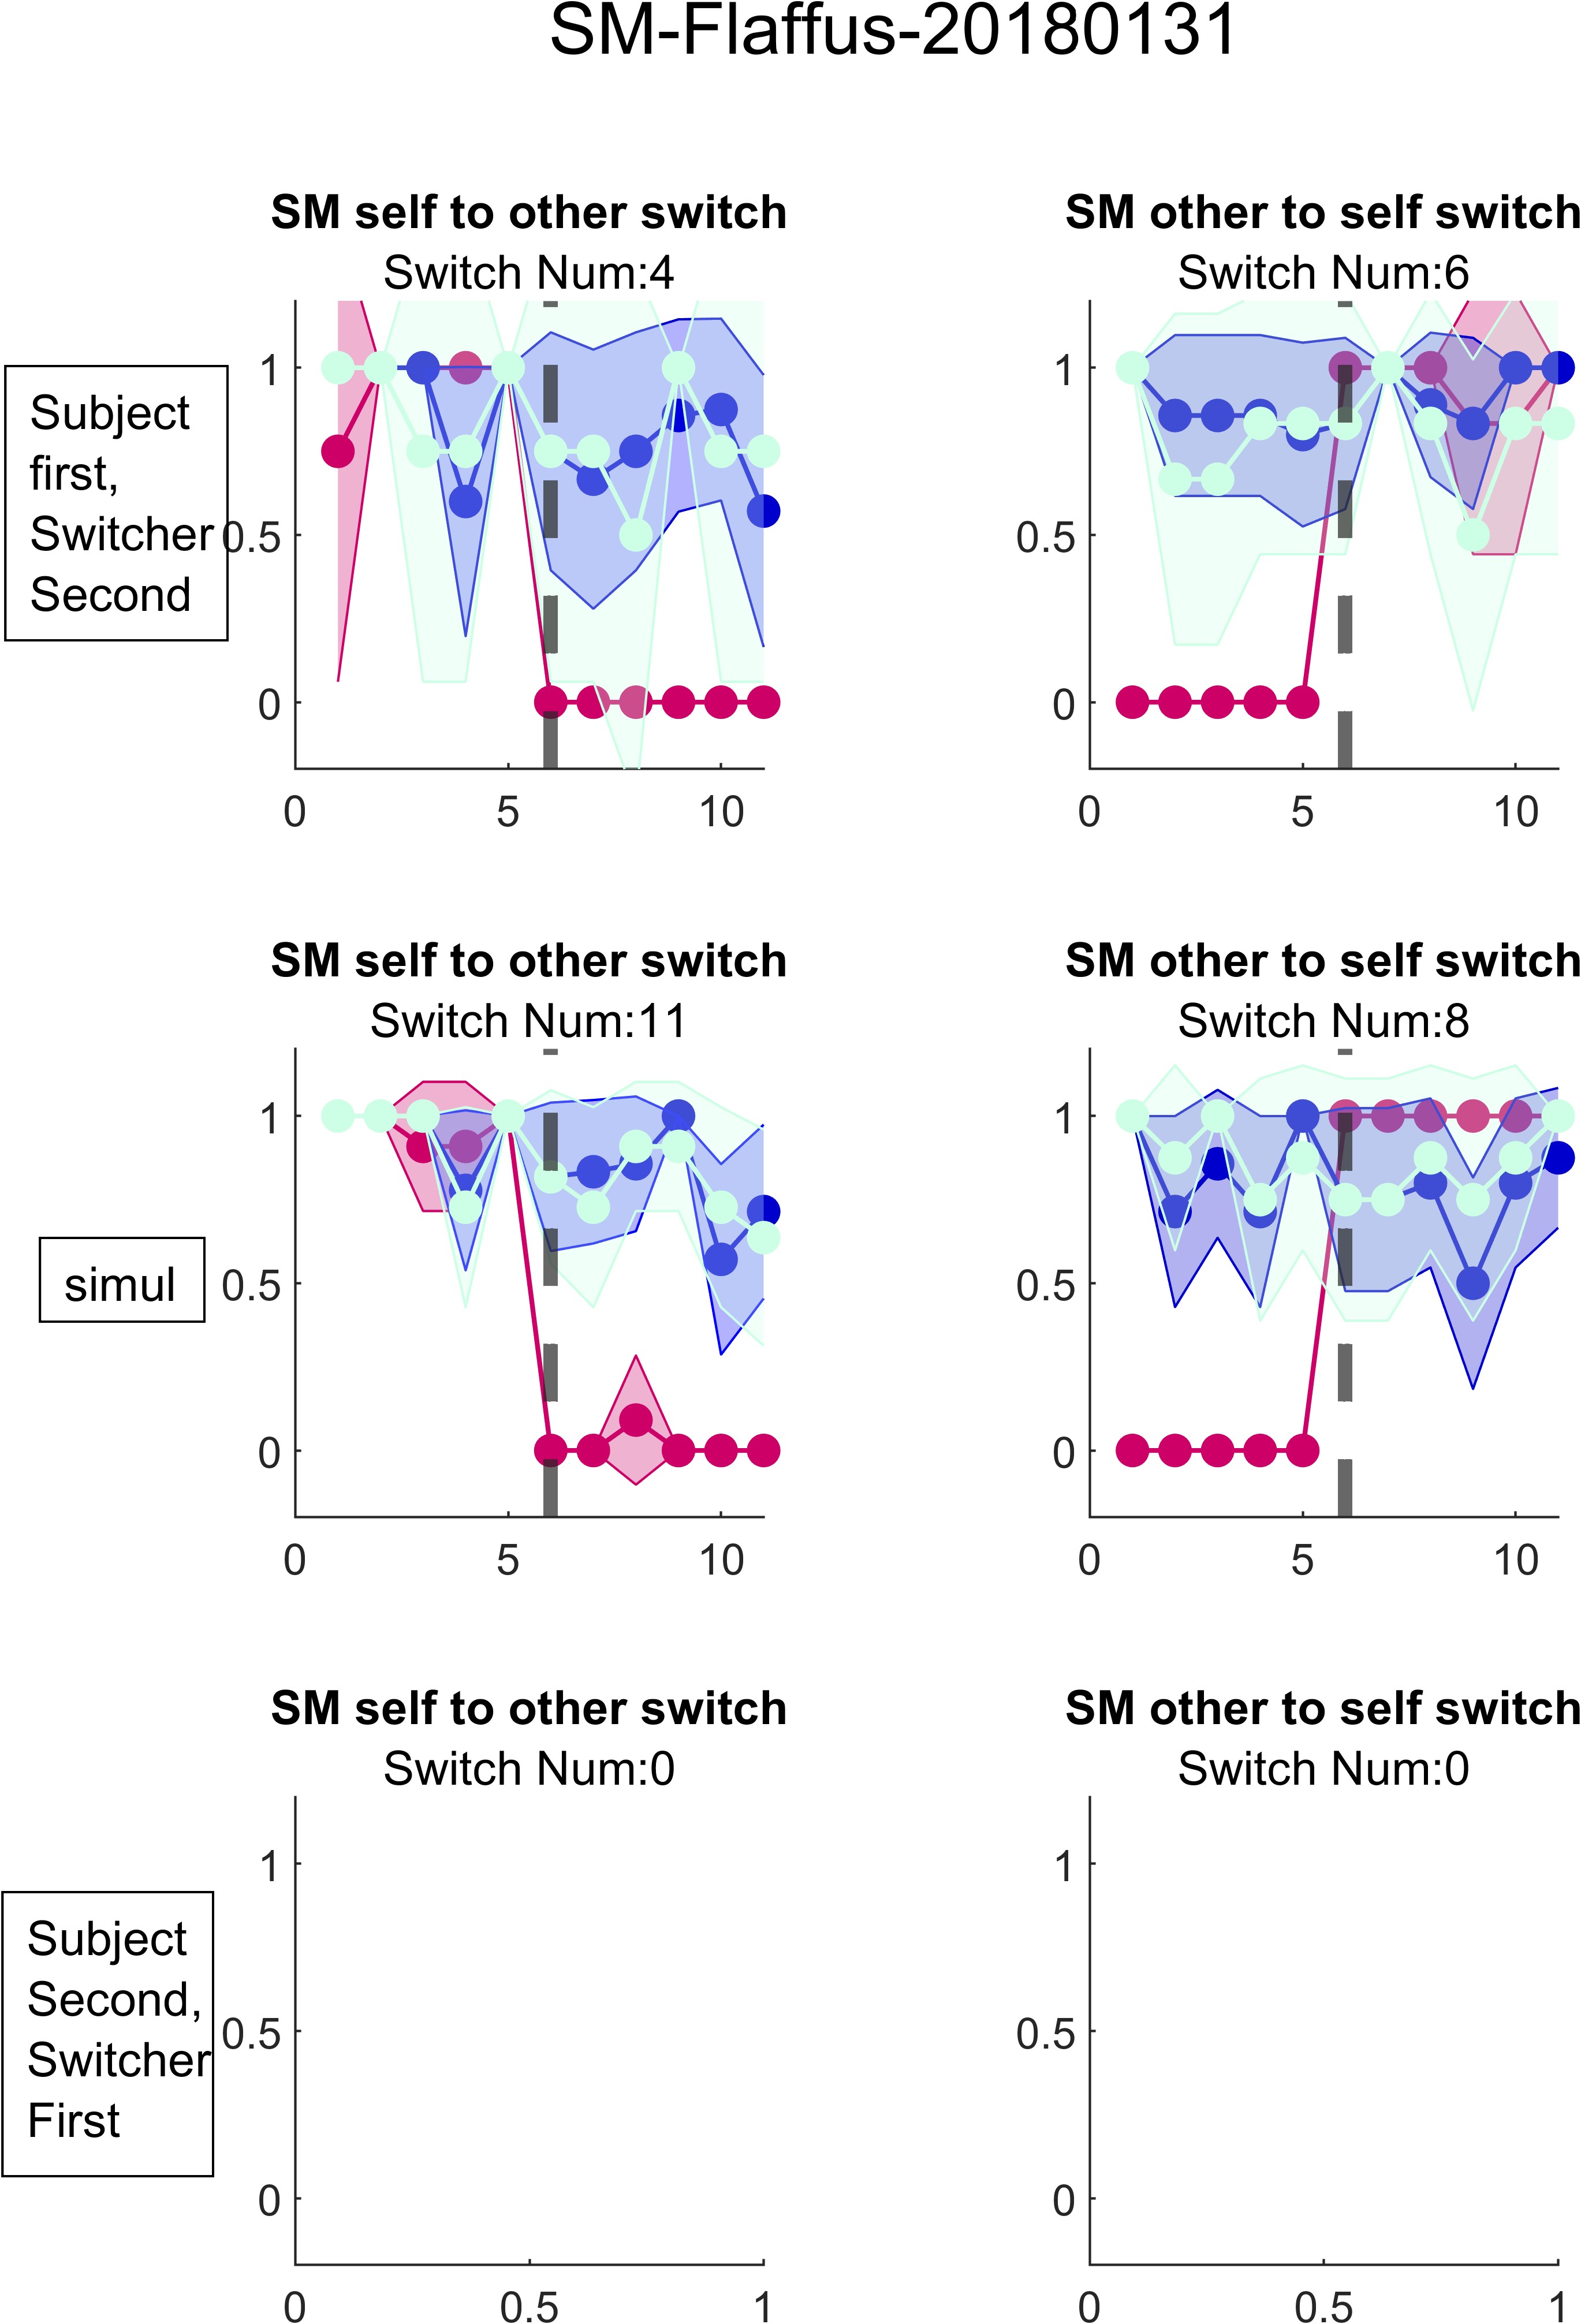 SM-Flaffus-20180131
SM self to other switch
Switch Num:4
SM other to self switch
Switch Num:6
Subject
first,
Switcher
Second
1
0.5
0
0 5 10
1
0.5
0
0 5 10
SM self to other switch
Switch Num:11
SM other to self switch
Switch Num:8
simul
1
0.5
0
0 5 10
1
0.5
0
0 5 10
SM self to other switch
Switch Num:0
SM other to self switch
Switch Num:0
Subject
Second,
Switcher
First
1
0.5
0
0 0.5 1
1
0.5
0
0 0.5 1